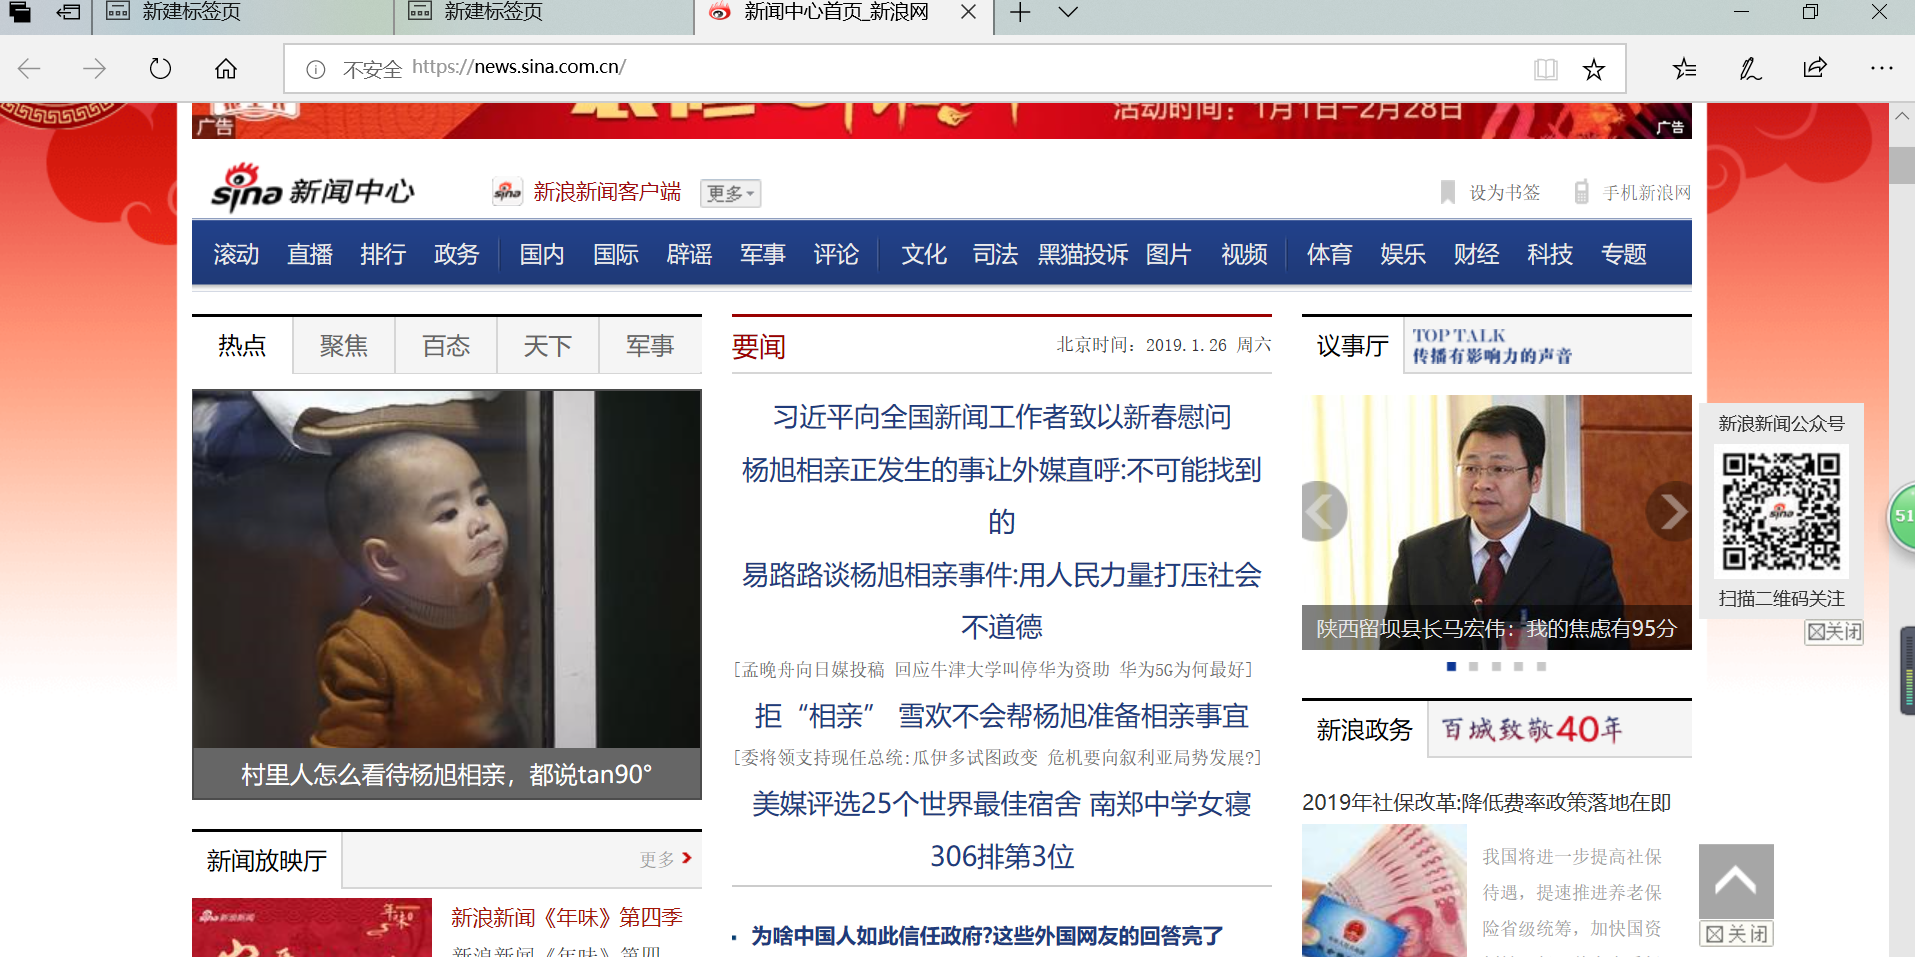 新建标签页
新建标签页
新闻中心首页_新浪网
不安全 https://news.sina.com.cn/
活动时间：1月1日-2月28日
广告
广告
sina 新闻中心
sina 新浪新闻客户端
更多
设为书签
手机新浪网
滚动 直播 排行 政务 国内 国际 辟谣 军事 评论 文化 司法 黑猫投诉 图片 视频 体育 娱乐 财经 科技 专题
热点 聚焦 百态 天下 军事
村里人怎么看待杨旭相亲，都说tan90°
新闻放映厅
更多
新浪新闻
年味
新浪新闻《年味》第四季
新浪新闻《年味》第四
要闻
北京时间：2019.1.26 周六
习近平向全国新闻工作者致以新春慰问
杨旭相亲正发生的事让外媒直呼:不可能找到
的
易路路谈杨旭相亲事件:用人民力量打压社会
不道德
[孟晚舟向日媒投稿 回应牛津大学叫停华为资助 华为5G为何最好]
拒“相亲” 雪欢不会帮杨旭准备相亲事宜
[委将领支持现任总统:瓜伊多试图政变 危机要向叙利亚局势发展?]
美媒评选25个世界最佳宿舍 南郑中学女寝
306排第3位
为啥中国人如此信任政府?这些外国网友的回答亮了
议事厅
TOP TALK
传播有影响力的声音
陕西留坝县长马宏伟：我的焦虑有95分
新浪政务
百城致敬40年
2019年社保改革:降低费率政策落地在即
我国将进一步提高社保
待遇，提速推进养老保
险省级统筹，加快国资
新浪新闻公众号
sina
扫描二维码关注
关闭
51
关闭